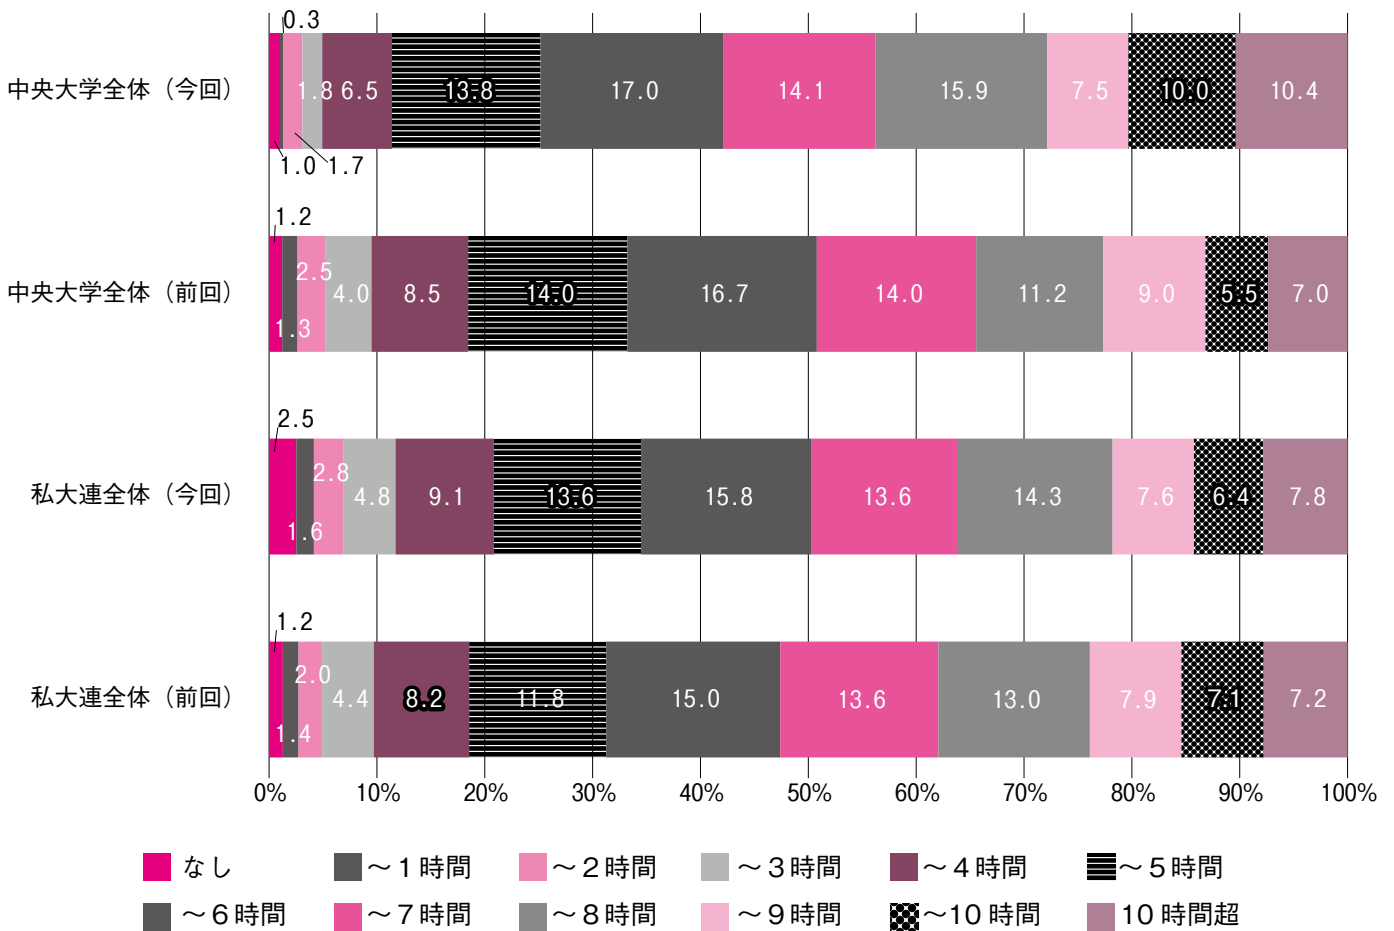 0.3
中央大学全体（今回） 1.8 6.5 13.8 17.0 14.1 15.9 7.5 10.0 10.4
1.0 1.7
1.2
2.5
中央大学全体（前回） 4.0 8.5 14.0 16.7 14.0 11.2 9.0 5.5 7.0
1.3
2.5
2.8
私大連全体（今回） 4.8 9.1 13.6 15.8 13.6 14.3 7.6 6.4 7.8
1.6
1.2
2.0
私大連全体（前回） 4.4 8.2 11.8 15.0 13.6 13.0 7.9 7.1 7.2
1.4
0% 10% 20% 30% 40% 50% 60% 70% 80% 90% 100%
なし ～１時間 ～２時間 ～３時間 ～４時間 ～５時間
～６時間 ～７時間 ～８時間 ～９時間 ～10 時間 10 時間超